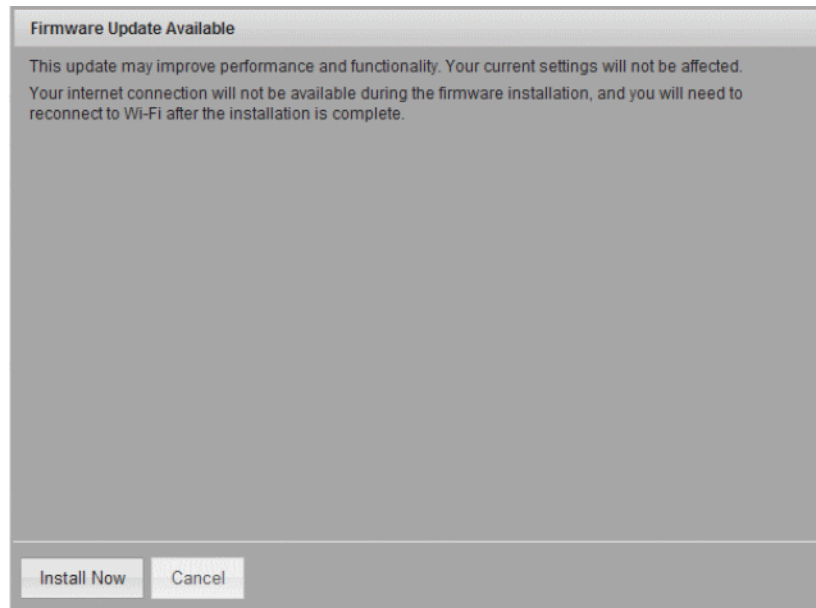 Firmware Update Available
This update may improve performance and functionality. Your current settings will not be affected.
Your internet connection will not be available during the firmware installation, and you will need to
reconnect to Wi-Fi after the installation is complete.
Install Now
Cancel